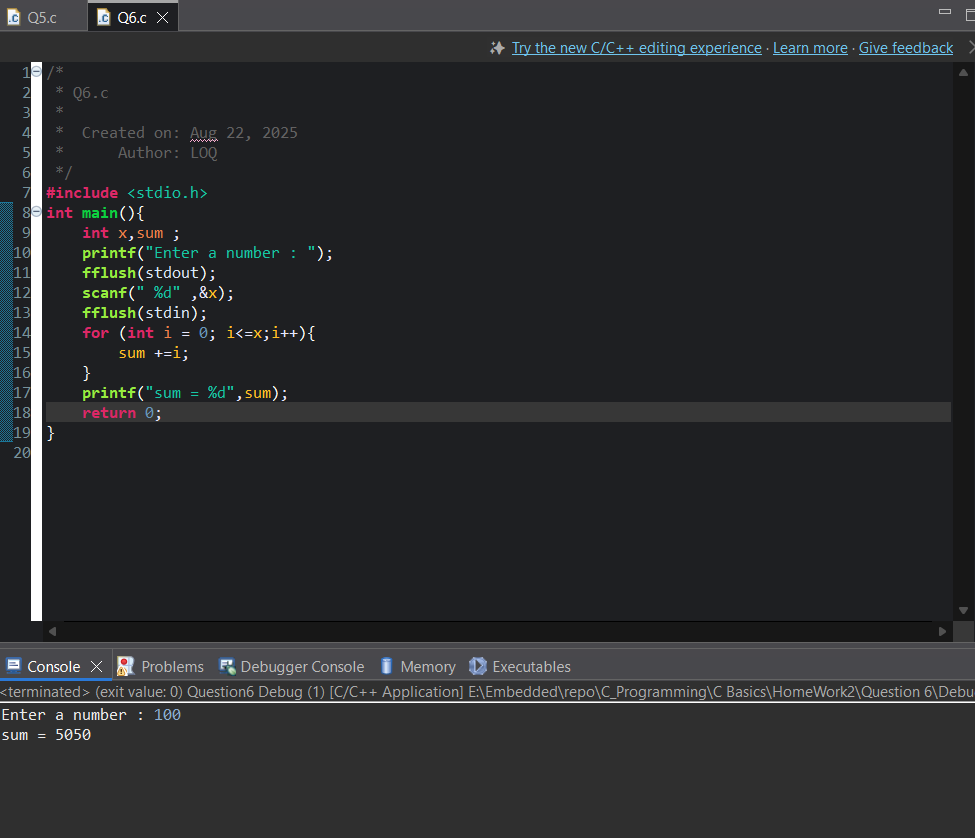 Q5.c Q6.c
Try the new C/C++ editing experience · Learn more · Give feedback
1 /*
2  * Q6.c
3  *
4  *  Created on: Aug 22, 2025
5  *      Author: LOQ
6  */
7 #include <stdio.h>
8 int main(){
9     int x,sum ;
10     printf("Enter a number : ");
11     fflush(stdout);
12     scanf(" %d" ,&x);
13     fflush(stdin);
14     for (int i = 0; i<=x;i++){
15         sum +=i;
16     }
17     printf("sum = %d",sum);
18     return 0;
19 }
20
Console Problems Debugger Console Memory Executables
<terminated> (exit value: 0) Question6 Debug (1) [C/C++ Application] E:\Embedded\repo\C_Programming\C Basics\HomeWork2\Question 6\Debu
Enter a number : 100
sum = 5050